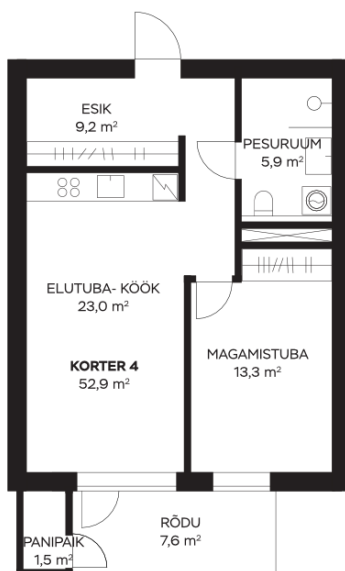 ESIK
9,2 m²
PESURUUM
5,9 m²
ELUTUBA- KÖÖK
23,0 m²
KORTER 4
52,9 m²
MAGAMISTUBA
13,3 m²
PANIPAIK
1,5 m²
RÕDU
7,6 m²